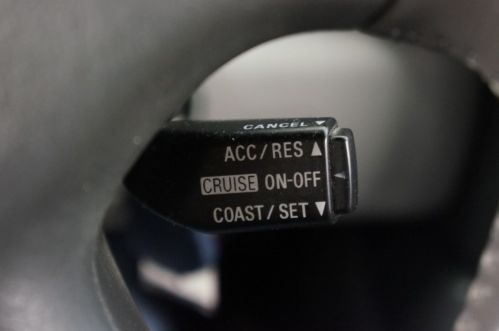 CANCEL ▼
ACC/RES ▲
CRUISE ON-OFF ◀
COAST/SET ▼